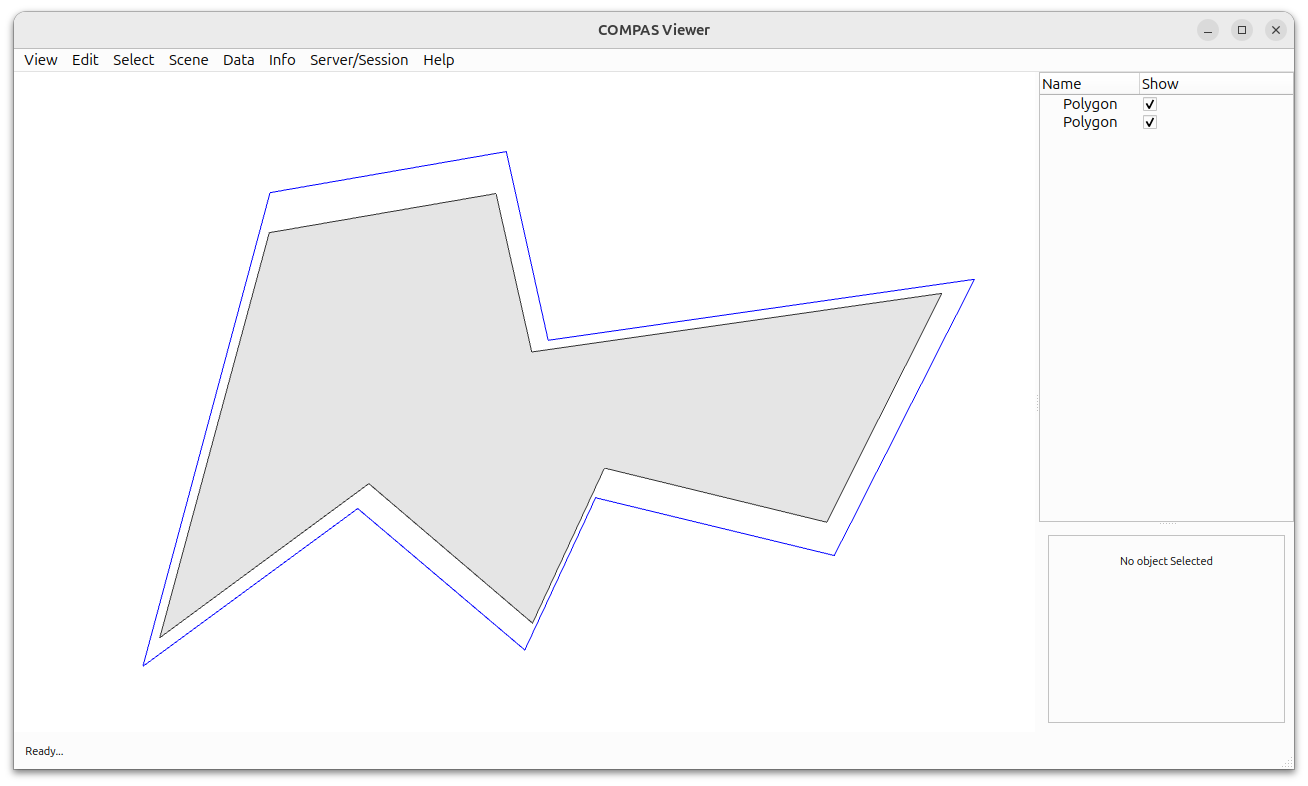 COMPAS Viewer
View Edit Select Scene Data Info Server/Session Help
Name Show
Polygon
Polygon
No object Selected
Ready...